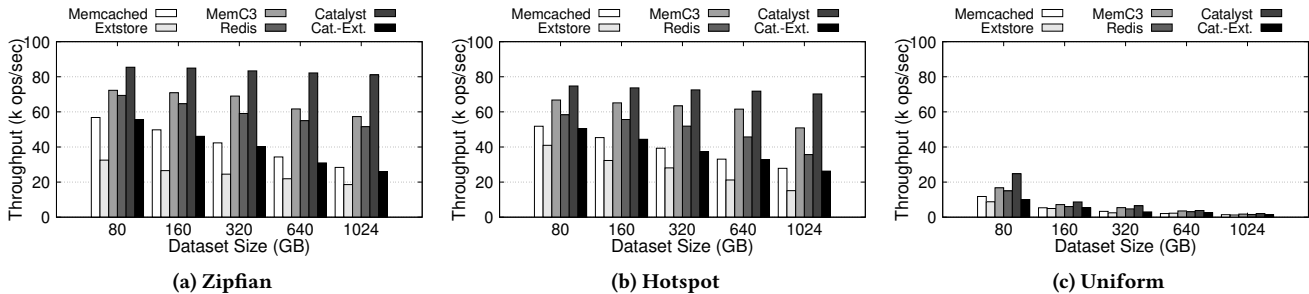 Memcached MemC3 Catalyst
Extstore Redis Cat.-Ext.
Throughput (k ops/sec)
100
80
60
40
20
0
80 160 320 640 1024
Dataset Size (GB)
(a) Zipfian
Memcached MemC3 Catalyst
Extstore Redis Cat.-Ext.
Throughput (k ops/sec)
100
80
60
40
20
0
80 160 320 640 1024
Dataset Size (GB)
(b) Hotspot
Memcached MemC3 Catalyst
Extstore Redis Cat.-Ext.
Throughput (k ops/sec)
100
80
60
40
20
0
80 160 320 640 1024
Dataset Size (GB)
(c) Uniform